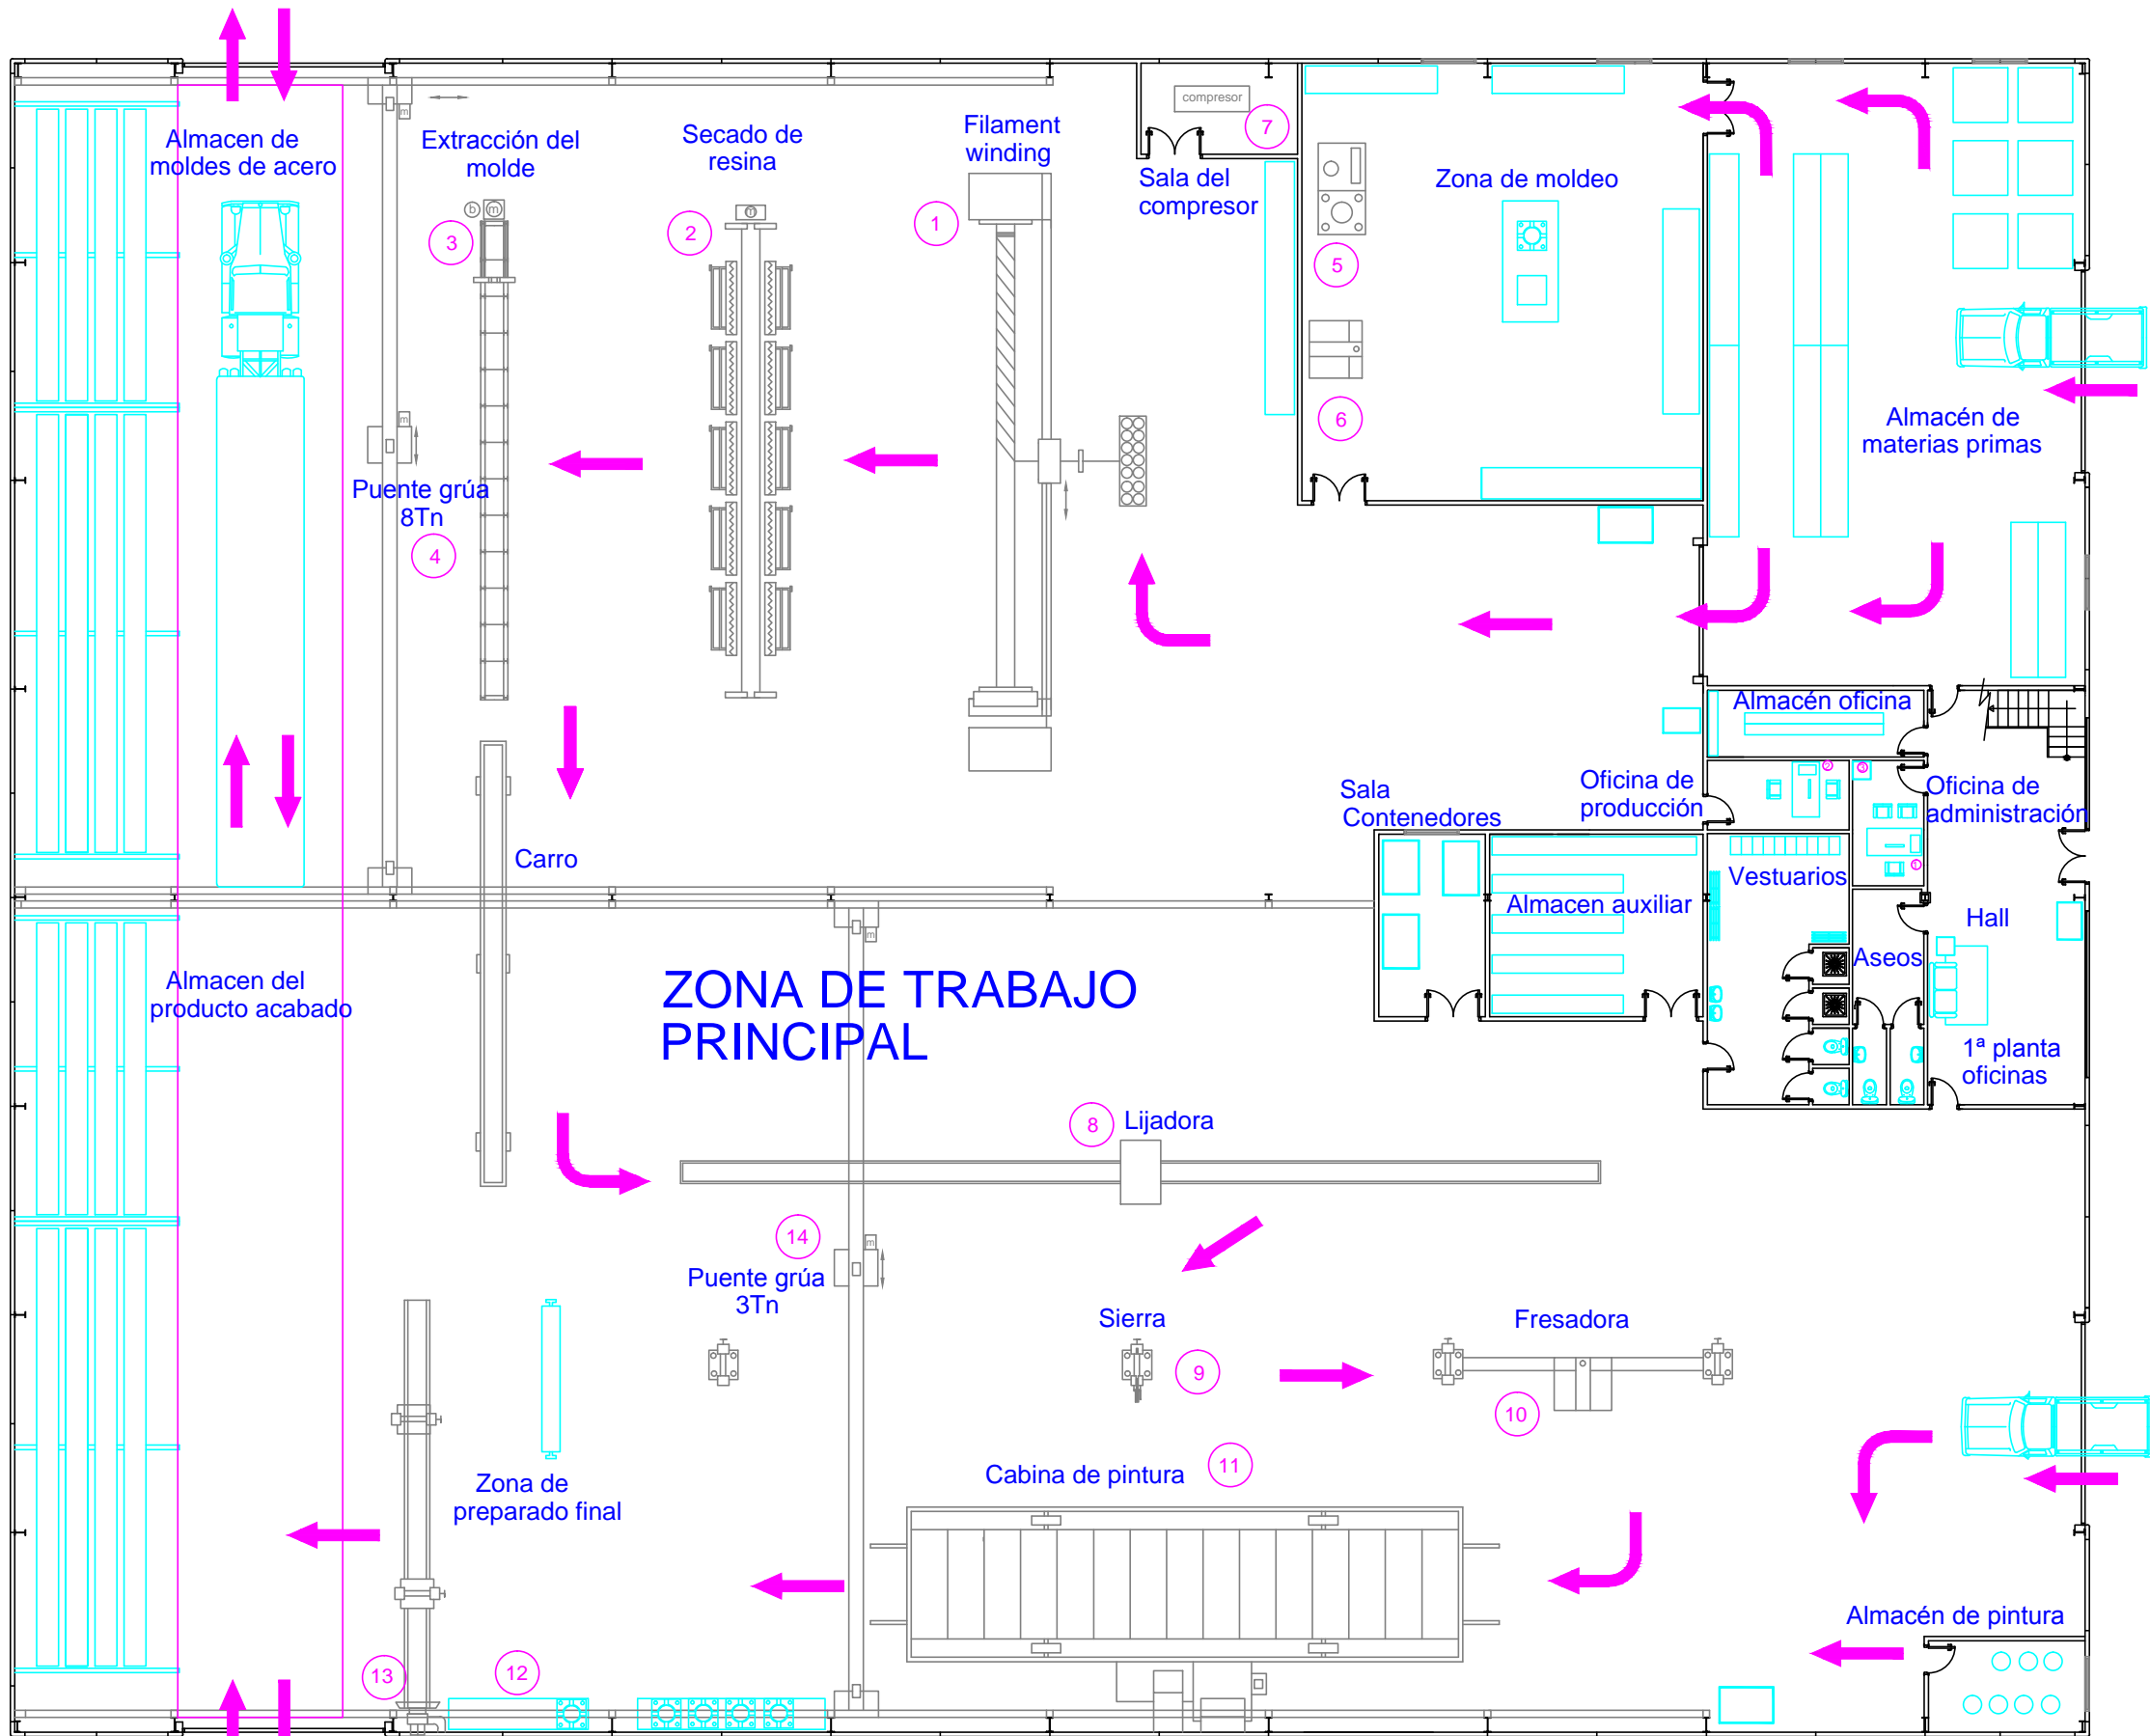 compresor
7
Almacen de
moldes de acero
Extracción del
molde
Secado de
resina
Filament
winding
Sala del
compresor
Zona de moldeo
m
b
m
m
3
2
1
5
6
m
Puente grúa
8Tn
4
Almacén de
materias primas
Almacén oficina
2
3
Oficina de
producción
Oficina de
administración
1
Sala
Contenedores
Carro
Vestuarios
Almacen auxiliar
Hall
m
Aseos
Almacen del
producto acabado
ZONA DE TRABAJO
PRINCIPAL
1ª planta
oficinas
8
Lijadora
14
m
Puente grúa
3Tn
Sierra
9
Fresadora
10
Cabina de pintura
11
Zona de
preparado final
Almacén de pintura
13
12